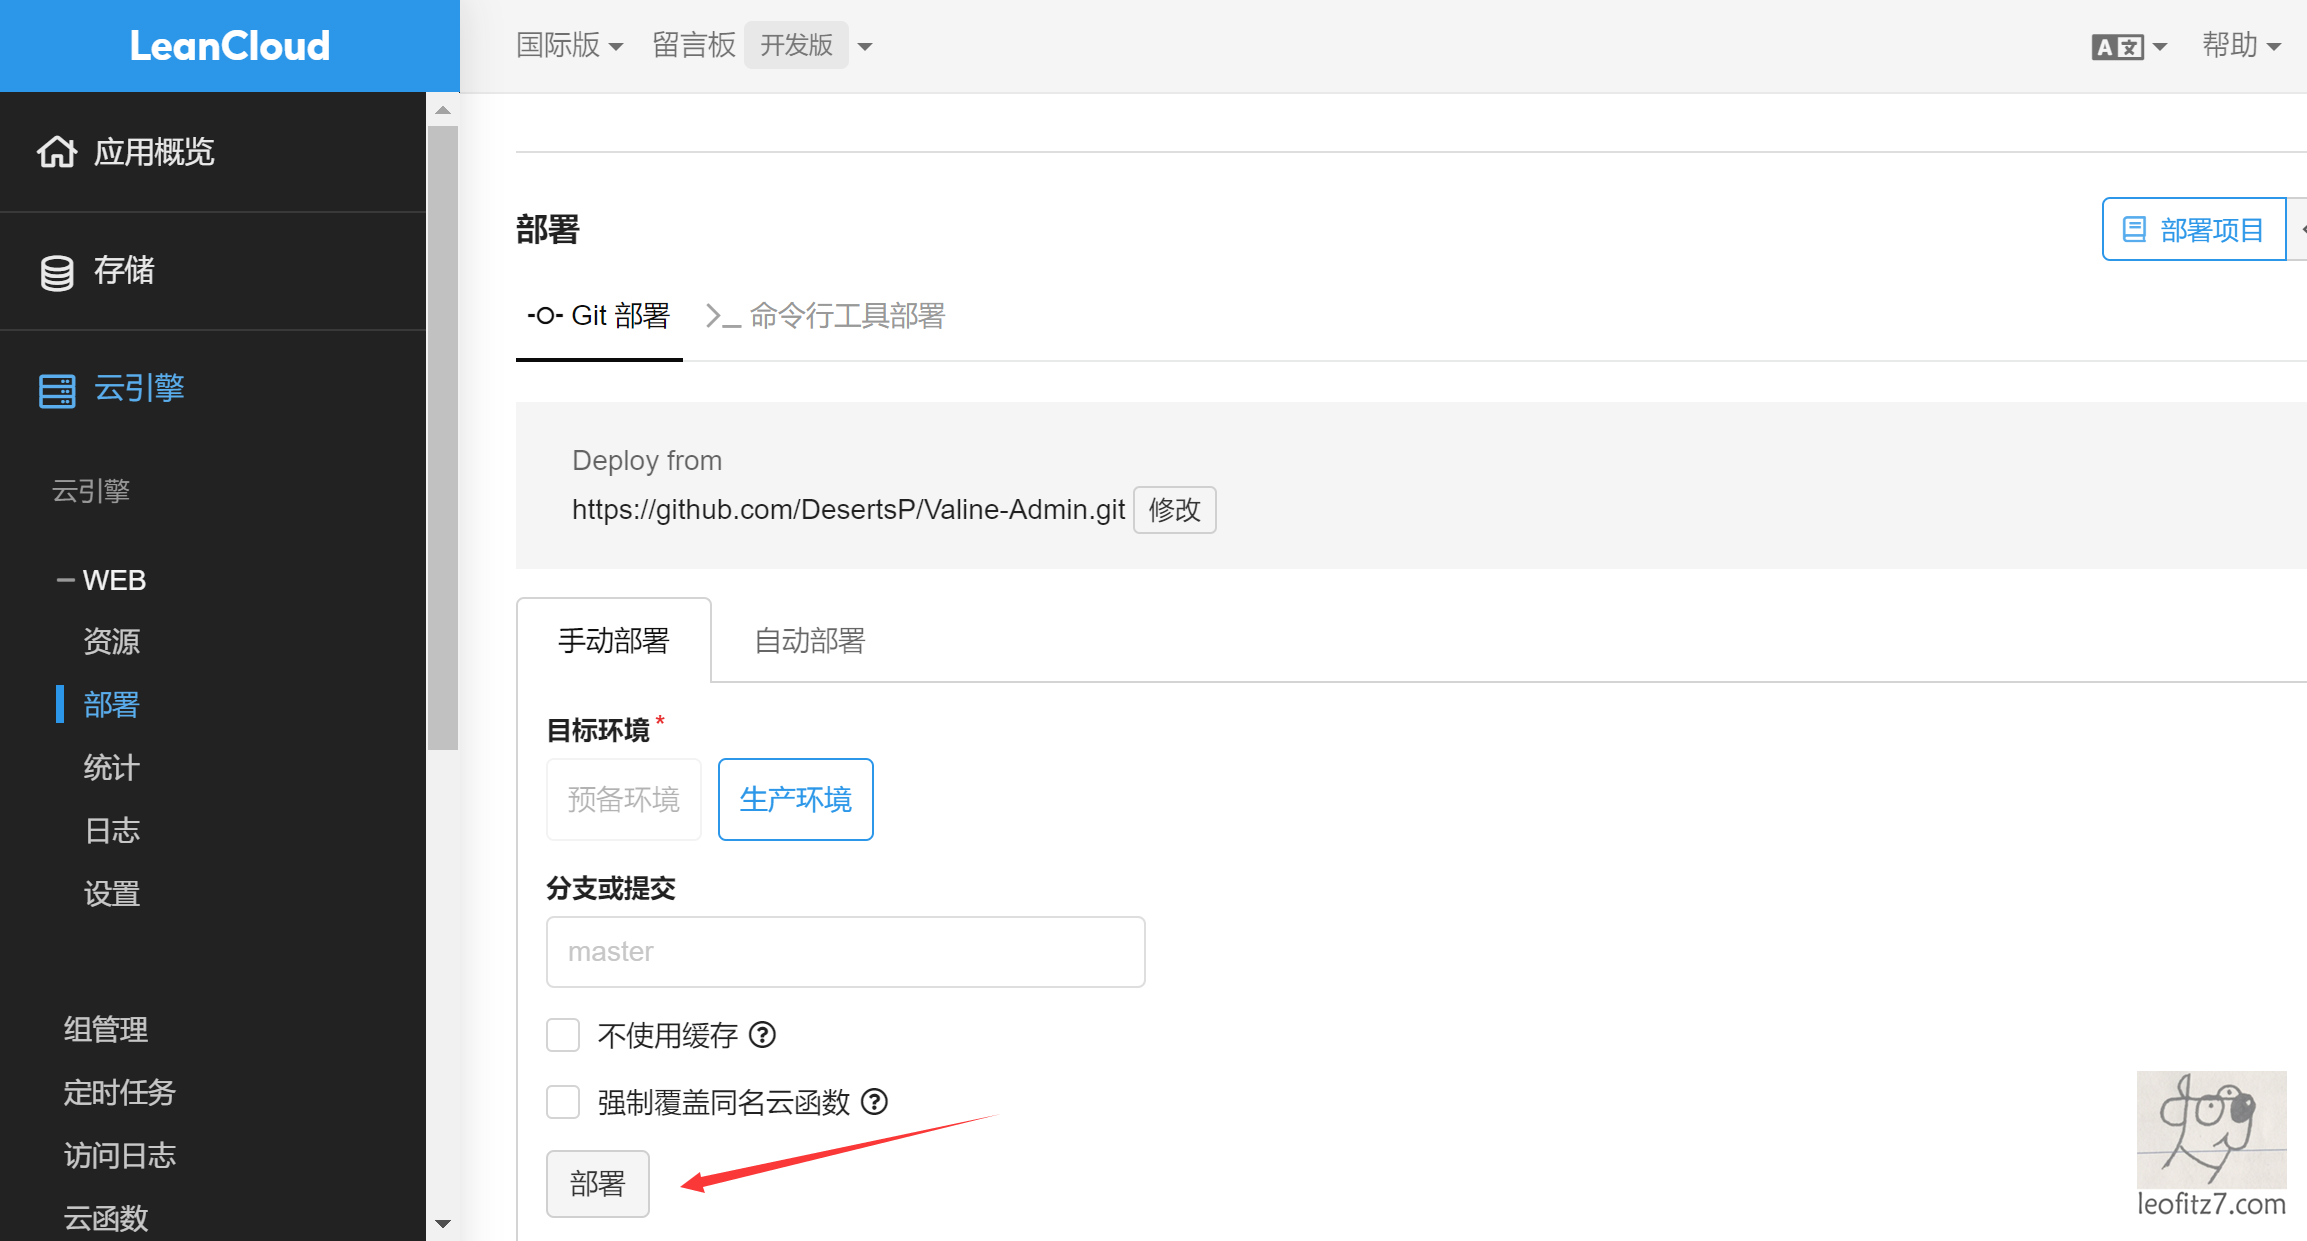 LeanCloud
国际版 留言板 开发版
A文 帮助
应用概览
存储
云引擎
云引擎
WEB
资源
部署
统计
日志
设置
组管理
定时任务
访问日志
云函数
部署
部署项目
Git 部署 命令行工具部署
Deploy from
https://github.com/DesertsP/Valine-Admin.git 修改
手动部署 自动部署
目标环境*
预备环境 生产环境
分支或提交
master
不使用缓存 ?
强制覆盖同名云函数 ?
部署
dog
leofitz7.com